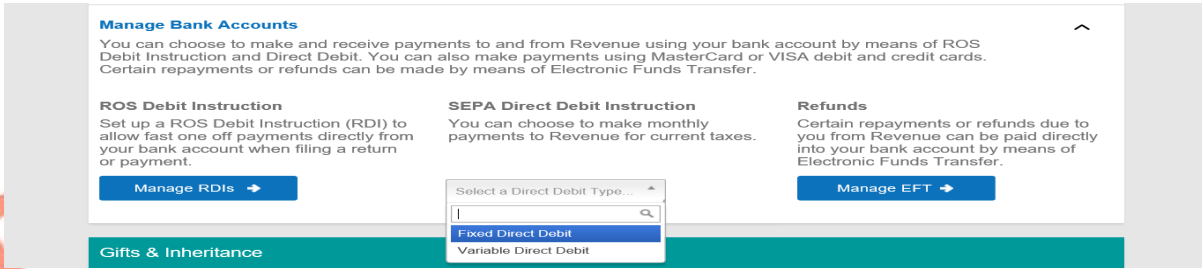 Manage Bank Accounts
You can choose to make and receive payments to and from Revenue using your bank account by means of ROS
Debit Instruction and Direct Debit. You can also make payments using MasterCard or VISA debit and credit cards.
Certain repayments or refunds can be made by means of Electronic Funds Transfer.
ROS Debit Instruction
Set up a ROS Debit Instruction (RDI) to
allow fast one off payments directly from
your bank account when filing a return
or payment.
Manage RDIs
SEPA Direct Debit Instruction
You can choose to make monthly
payments to Revenue for current taxes.
Select a Direct Debit Type...
Fixed Direct Debit
Variable Direct Debit
Refunds
Certain repayments or refunds due to
you from Revenue can be paid directly
into your bank account by means of
Electronic Funds Transfer.
Manage EFT
Gifts & Inheritance